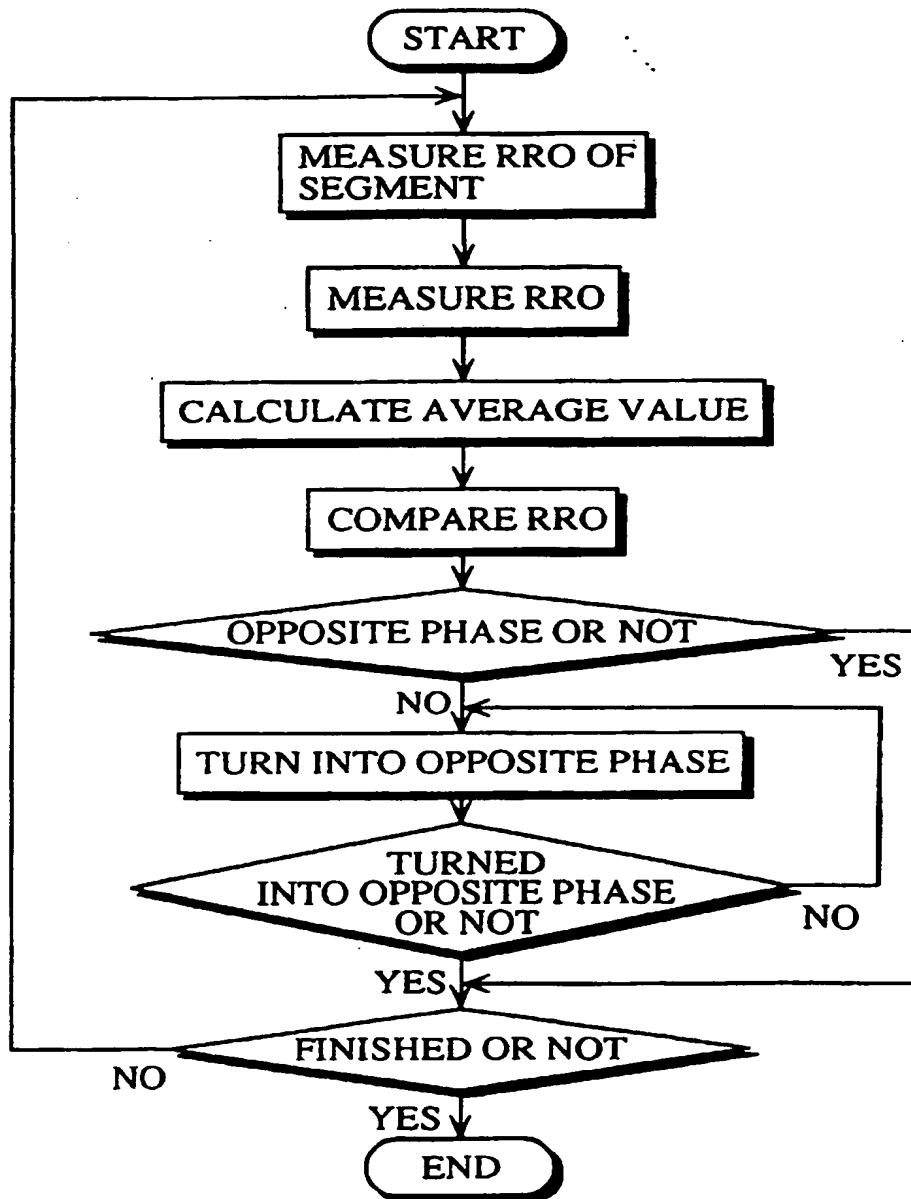 START
MEASURE RRO OF
SEGMENT
MEASURE RRO
CALCULATE AVERAGE VALUE
COMPARE RRO
OPPOSITE PHASE OR NOT
YES
NO
TURN INTO OPPOSITE PHASE
TURNED
INTO OPPOSITE PHASE
OR NOT
NO
YES
FINISHED OR NOT
NO
YES
END